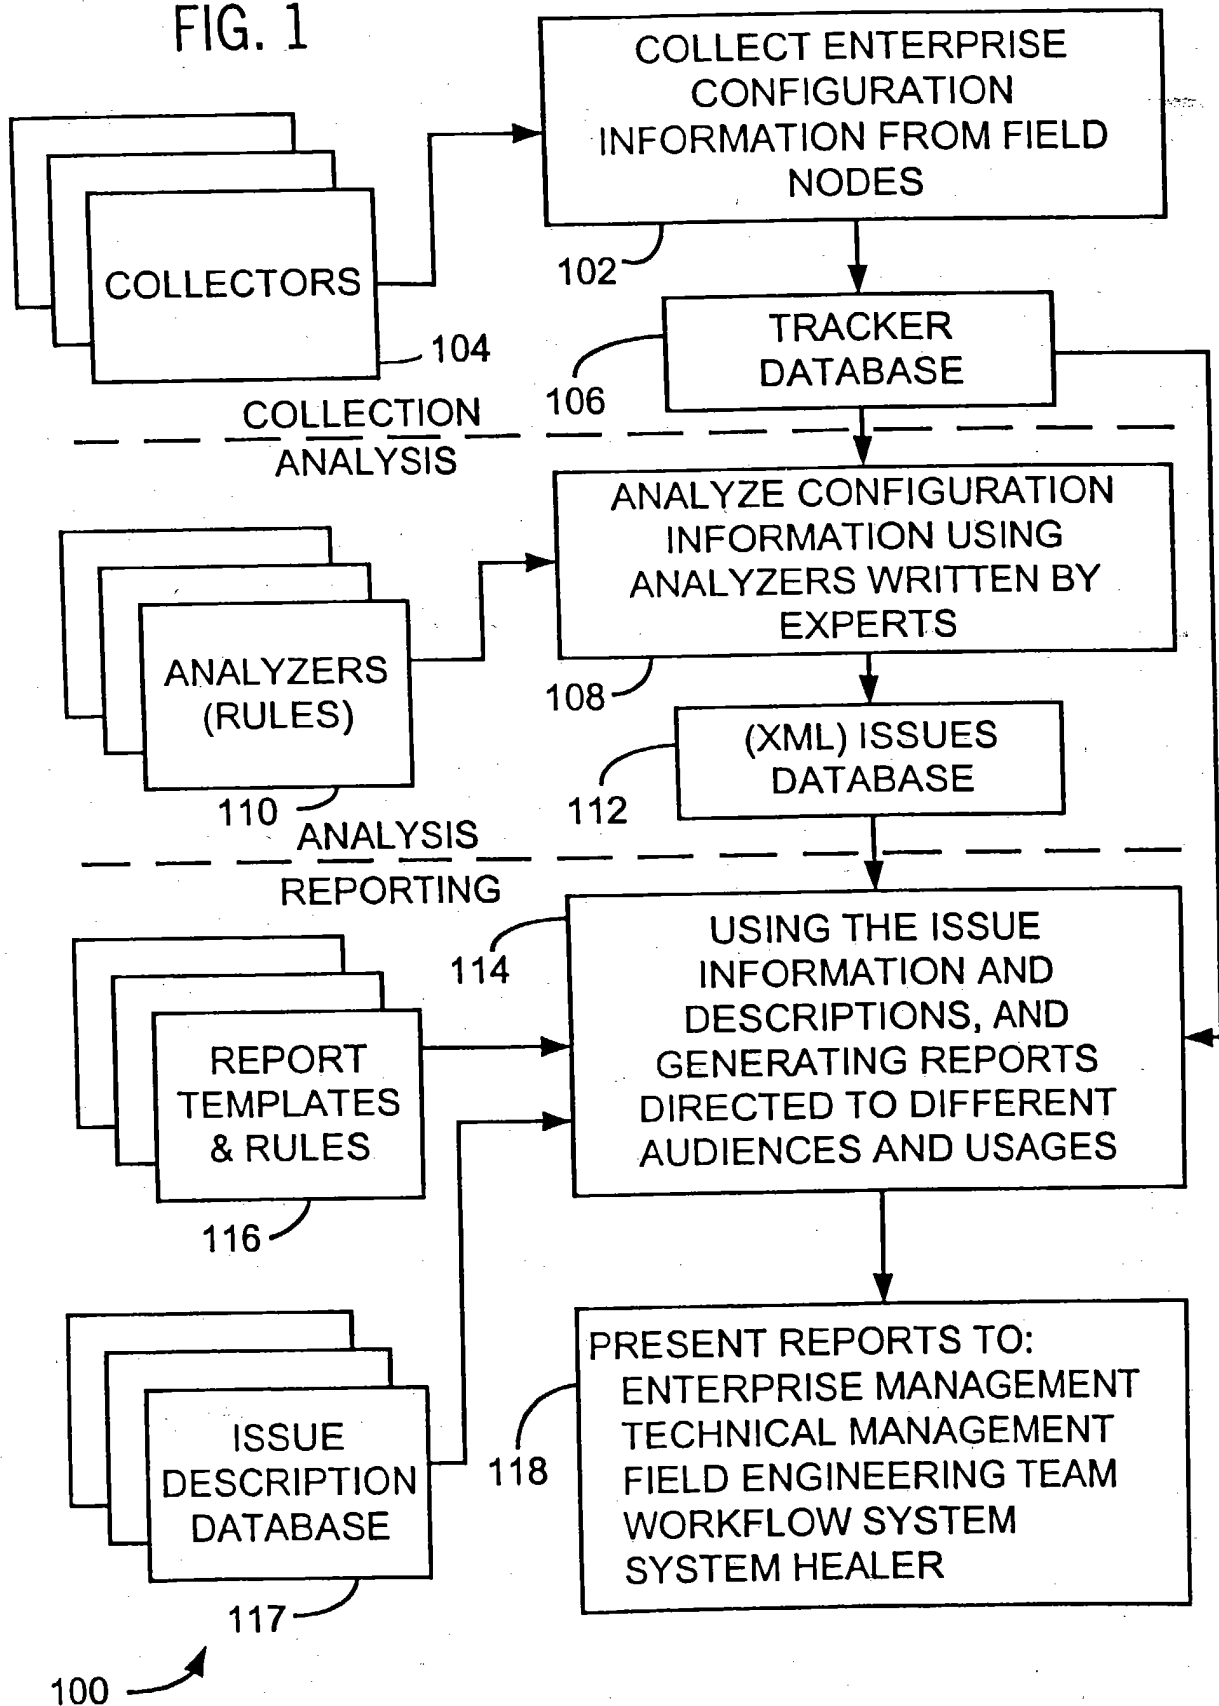 FIG. 1
COLLECT ENTERPRISE
CONFIGURATION
INFORMATION FROM FIELD
NODES
102
COLLECTORS
104
TRACKER
DATABASE
106
COLLECTION
ANALYSIS
ANALYZE CONFIGURATION
INFORMATION USING
ANALYZERS WRITTEN BY
EXPERTS
108
ANALYZERS
(RULES)
110
(XML) ISSUES
DATABASE
112
ANALYSIS
REPORTING
USING THE ISSUE
INFORMATION AND
DESCRIPTIONS, AND
GENERATING REPORTS
DIRECTED TO DIFFERENT
AUDIENCES AND USAGES
114
REPORT
TEMPLATES
& RULES
116
PRESENT REPORTS TO:
ENTERPRISE MANAGEMENT
TECHNICAL MANAGEMENT
FIELD ENGINEERING TEAM
WORKFLOW SYSTEM
SYSTEM HEALER
118
ISSUE
DESCRIPTION
DATABASE
117
100